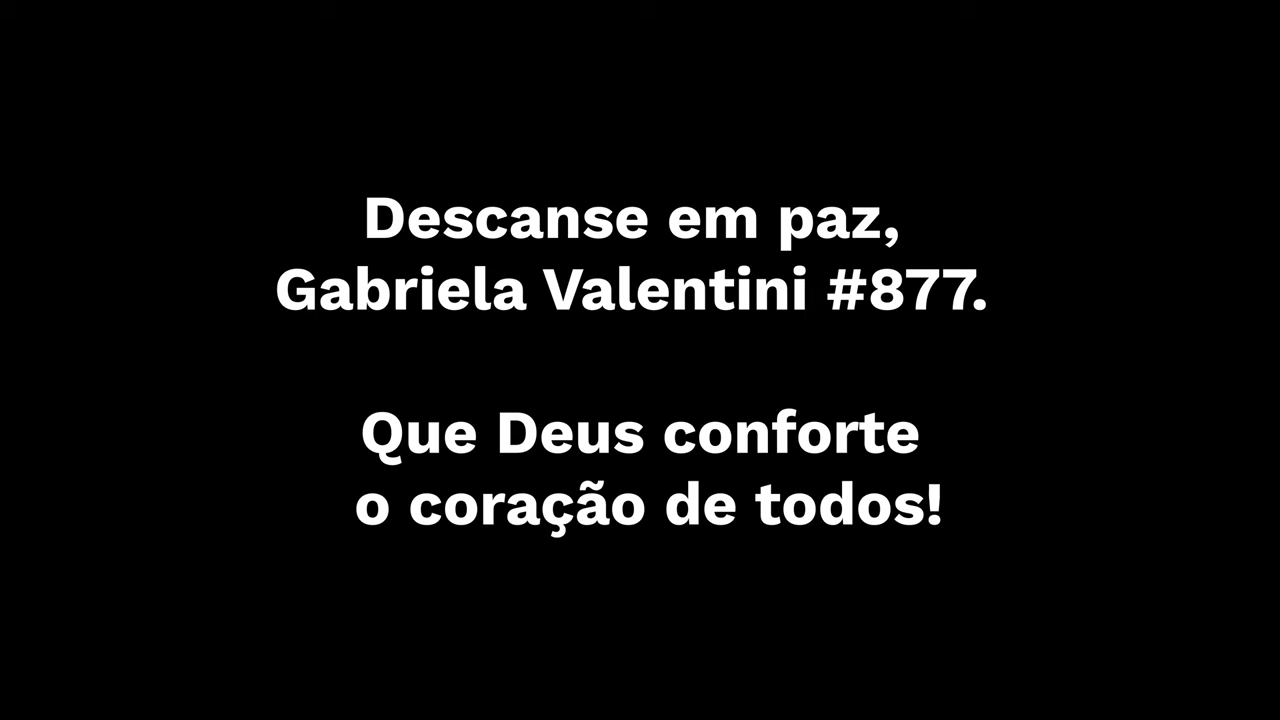 Descanse em paz,
Gabriela Valentini #877.
Que Deus conforte
o coração de todos!